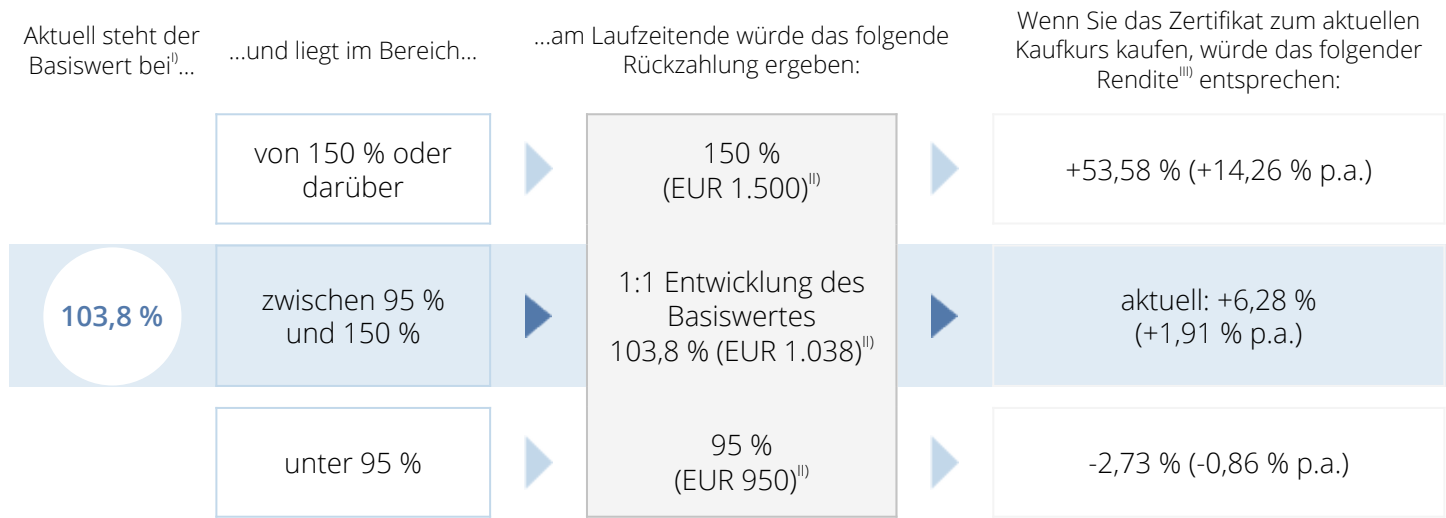 Aktuell steht der
Basiswert bei I)...
...und liegt im Bereich...
...am Laufzeitende würde das folgende
Rückzahlung ergeben:
Wenn Sie das Zertifikat zum aktuellen
Kaufkurs kaufen, würde das folgender
Rendite III) entsprechen:
von 150 % oder
darüber
150 %
(EUR 1.500) II)
+53,58 % (+14,26 % p.a.)
103,8 %
zwischen 95 %
und 150 %
1:1 Entwicklung des
Basiswertes
103,8 % (EUR 1.038) II)
aktuell: +6,28 %
(+1,91 % p.a.)
unter 95 %
95 %
(EUR 950) II)
-2,73 % (-0,86 % p.a.)